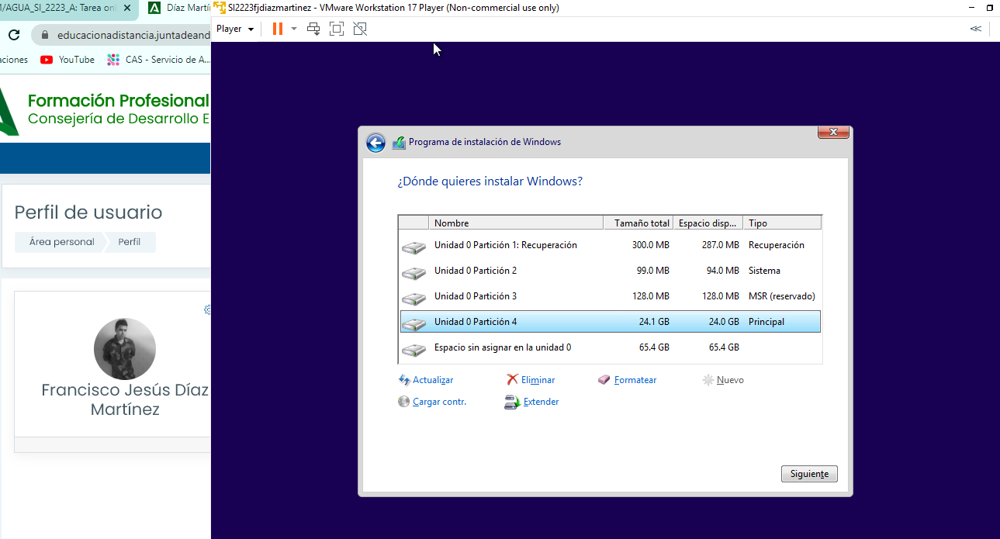 /AGUA_SI_2223_A: Tarea onl
Díaz Martí
SI2223fjdiazmartinez - VMware Workstation 17 Player (Non-commercial use only)
Player
educacionadistancia.juntadeand
aciones
YouTube
CAS - Servicio de A...
Formación Profesional
Consejería de Desarrollo E
Perfil de usuario
Área personal
Perfil
Francisco Jesús Díaz
Martínez
Programa de instalación de Windows
¿Dónde quieres instalar Windows?
Nombre Tamaño total Espacio disp... Tipo
Unidad 0 Partición 1: Recuperación 300.0 MB 287.0 MB Recuperación
Unidad 0 Partición 2 99.0 MB 94.0 MB Sistema
Unidad 0 Partición 3 128.0 MB 128.0 MB MSR (reservado)
Unidad 0 Partición 4 24.1 GB 24.0 GB Principal
Espacio sin asignar en la unidad 0 65.4 GB 65.4 GB
Actualizar Eliminar Formatear Nuevo
Cargar contr. Extender
Siguiente